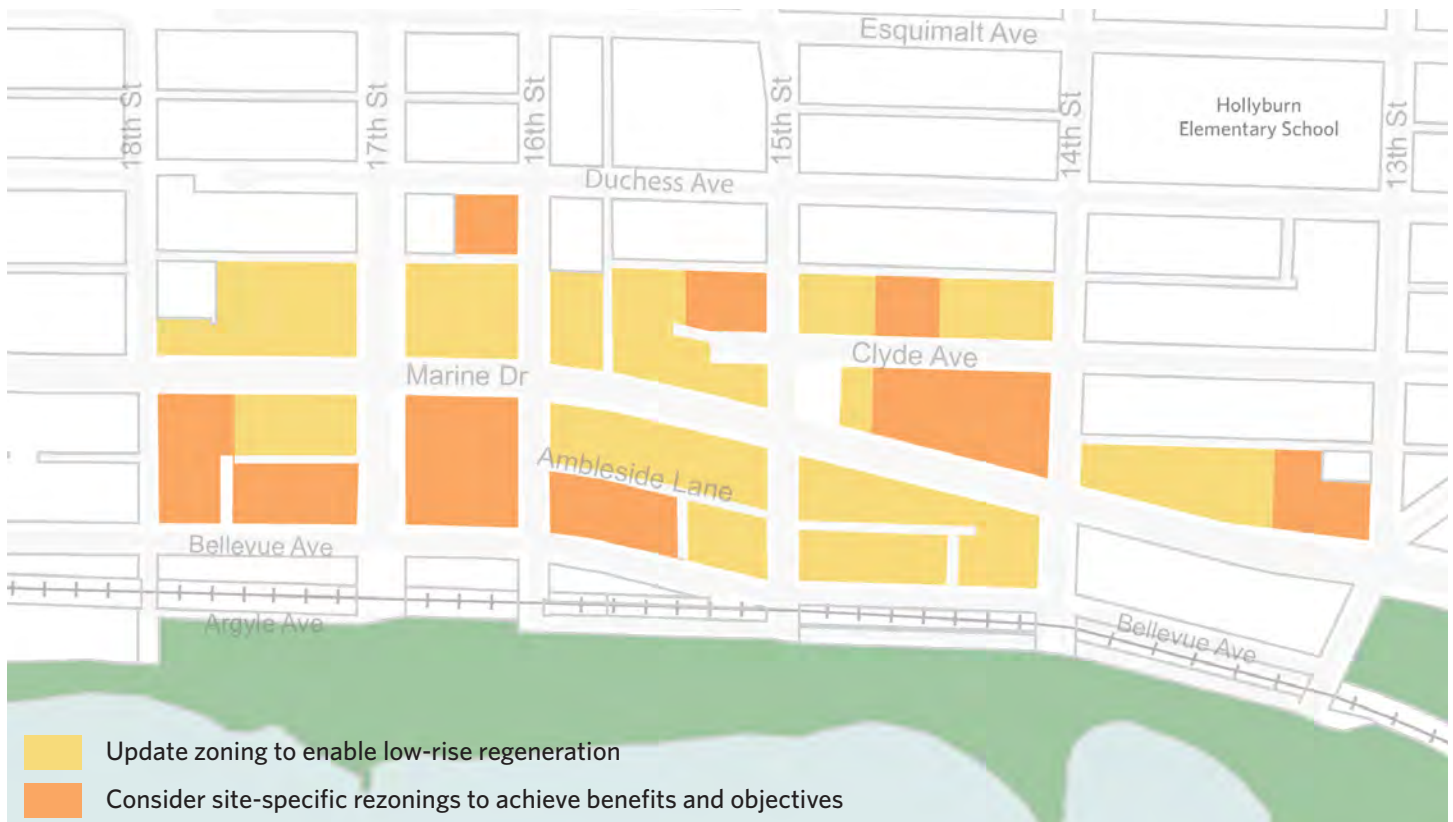 Esquimalt Ave
18th St
17th St
16th St
15th St
14th St
13th St
Hollyburn
Elementary School
Duchess Ave
Clyde Ave
Marine Dr
Ambleside Lane
Bellevue Ave
Argyle Ave
Bellevue Ave
Update zoning to enable low-rise regeneration
Consider site-specific rezonings to achieve benefits and objectives